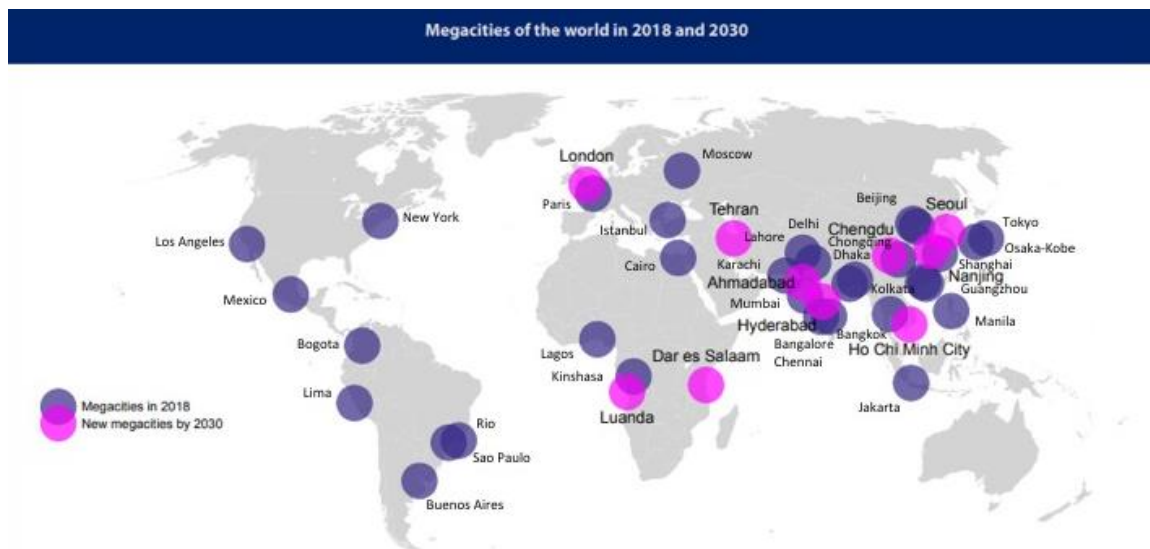 Megacities of the world in 2018 and 2030
London
Moscow
Paris
New York
Istanbul
Los Angeles
Cairo
Mexico
Tehran
Lahore
Delhi
Karachi
Ahmadabad
Mumbai
Hyderabad
Bangalore
Chennai
Dhaka
Kolkata
Bangkok
Beijing
Seoul
Chengdu
Chongqing
Tokyo
Osaka-Kobe
Shanghai
Nanjing
Guangzhou
Manila
Ho Chi Minh City
Jakarta
Bogota
Lima
Rio
Sao Paulo
Buenos Aires
Lagos
Kinshasa
Dar es Salaam
Luanda
Megacities in 2018
New megacities by 2030